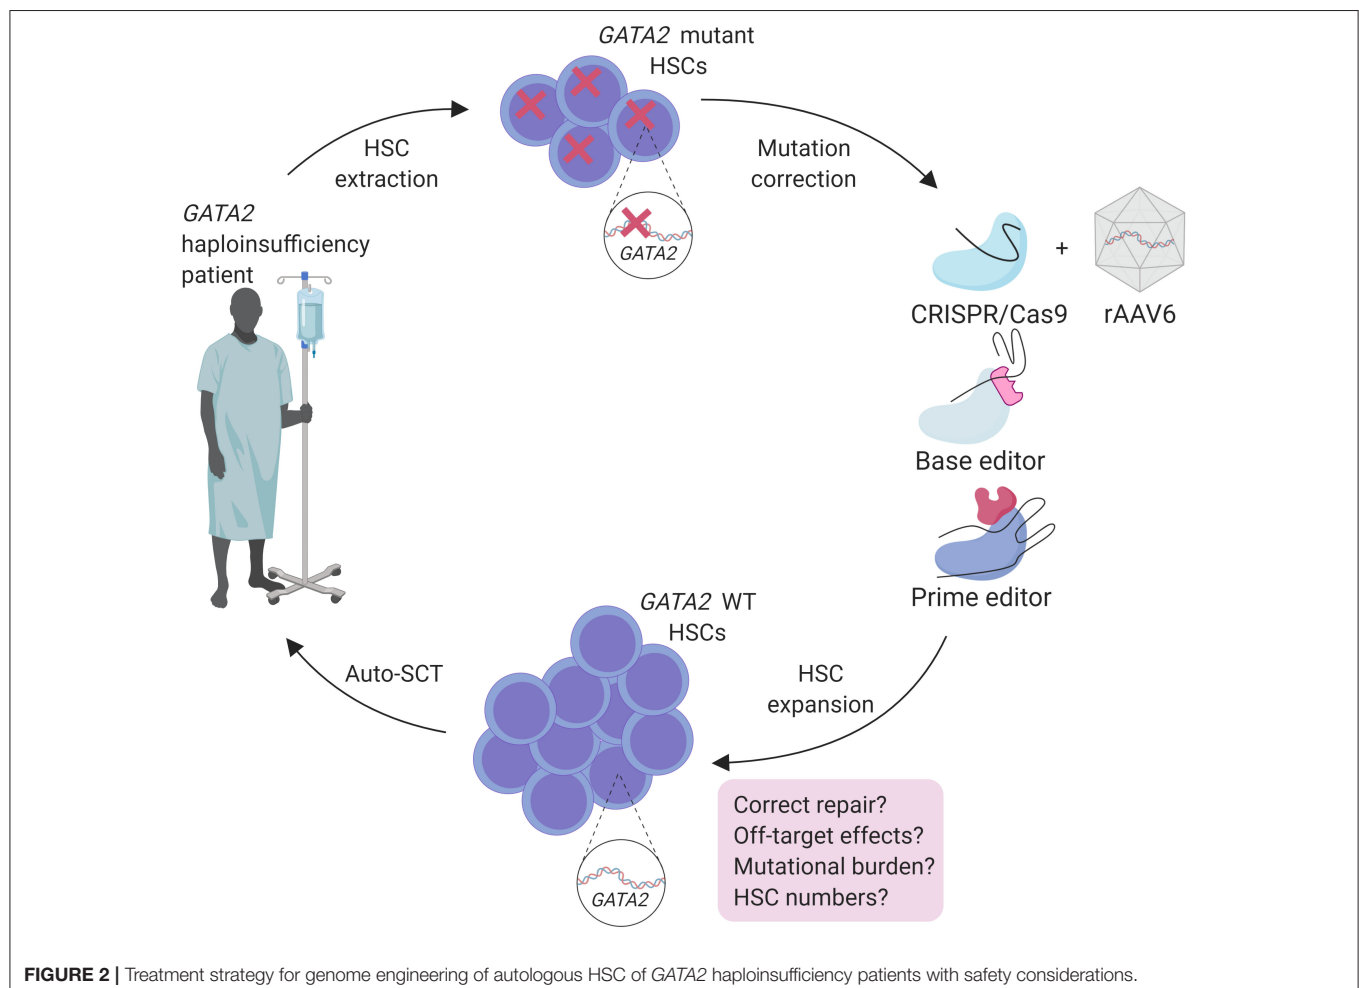 GATA2 mutant
HSCs
HSC
extraction
Mutation
correction
GATA2
haploinsufficiency
patient
GATA2
CRISPR/Cas9 + rAAV6
Base editor
Prime editor
GATA2 WT
HSCs
HSC
expansion
Auto-SCT
Correct repair?
Off-target effects?
Mutational burden?
HSC numbers?
GATA2
FIGURE 2 | Treatment strategy for genome engineering of autologous HSC of GATA2 haploinsufficiency patients with safety considerations.